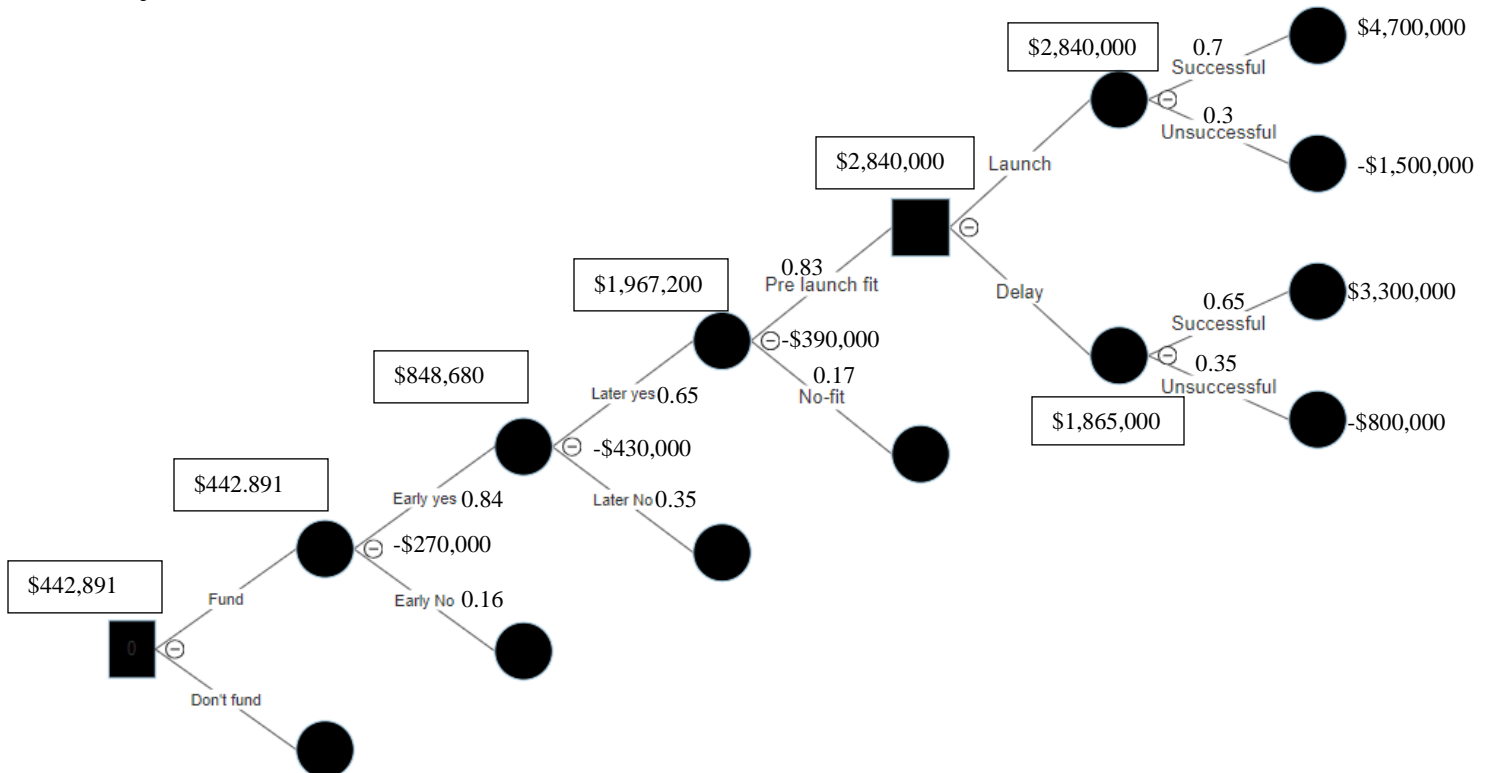 $4,700,000
$2,840,000
0.7
Successful
0.3
Unsuccessful
$2,840,000
Launch
-$1,500,000
0.83
Pre launch fit
$1,967,200
Delay
0.65
Successful
$3,300,000
-$390,000
0.35
Unsuccessful
0.17
No-fit
$848,680
Later yes 0.65
$1,865,000
-$800,000
-$430,000
$442.891
Early yes 0.84
Later No 0.35
-$270,000
$442,891
Fund
Early No 0.16
0
Don't fund